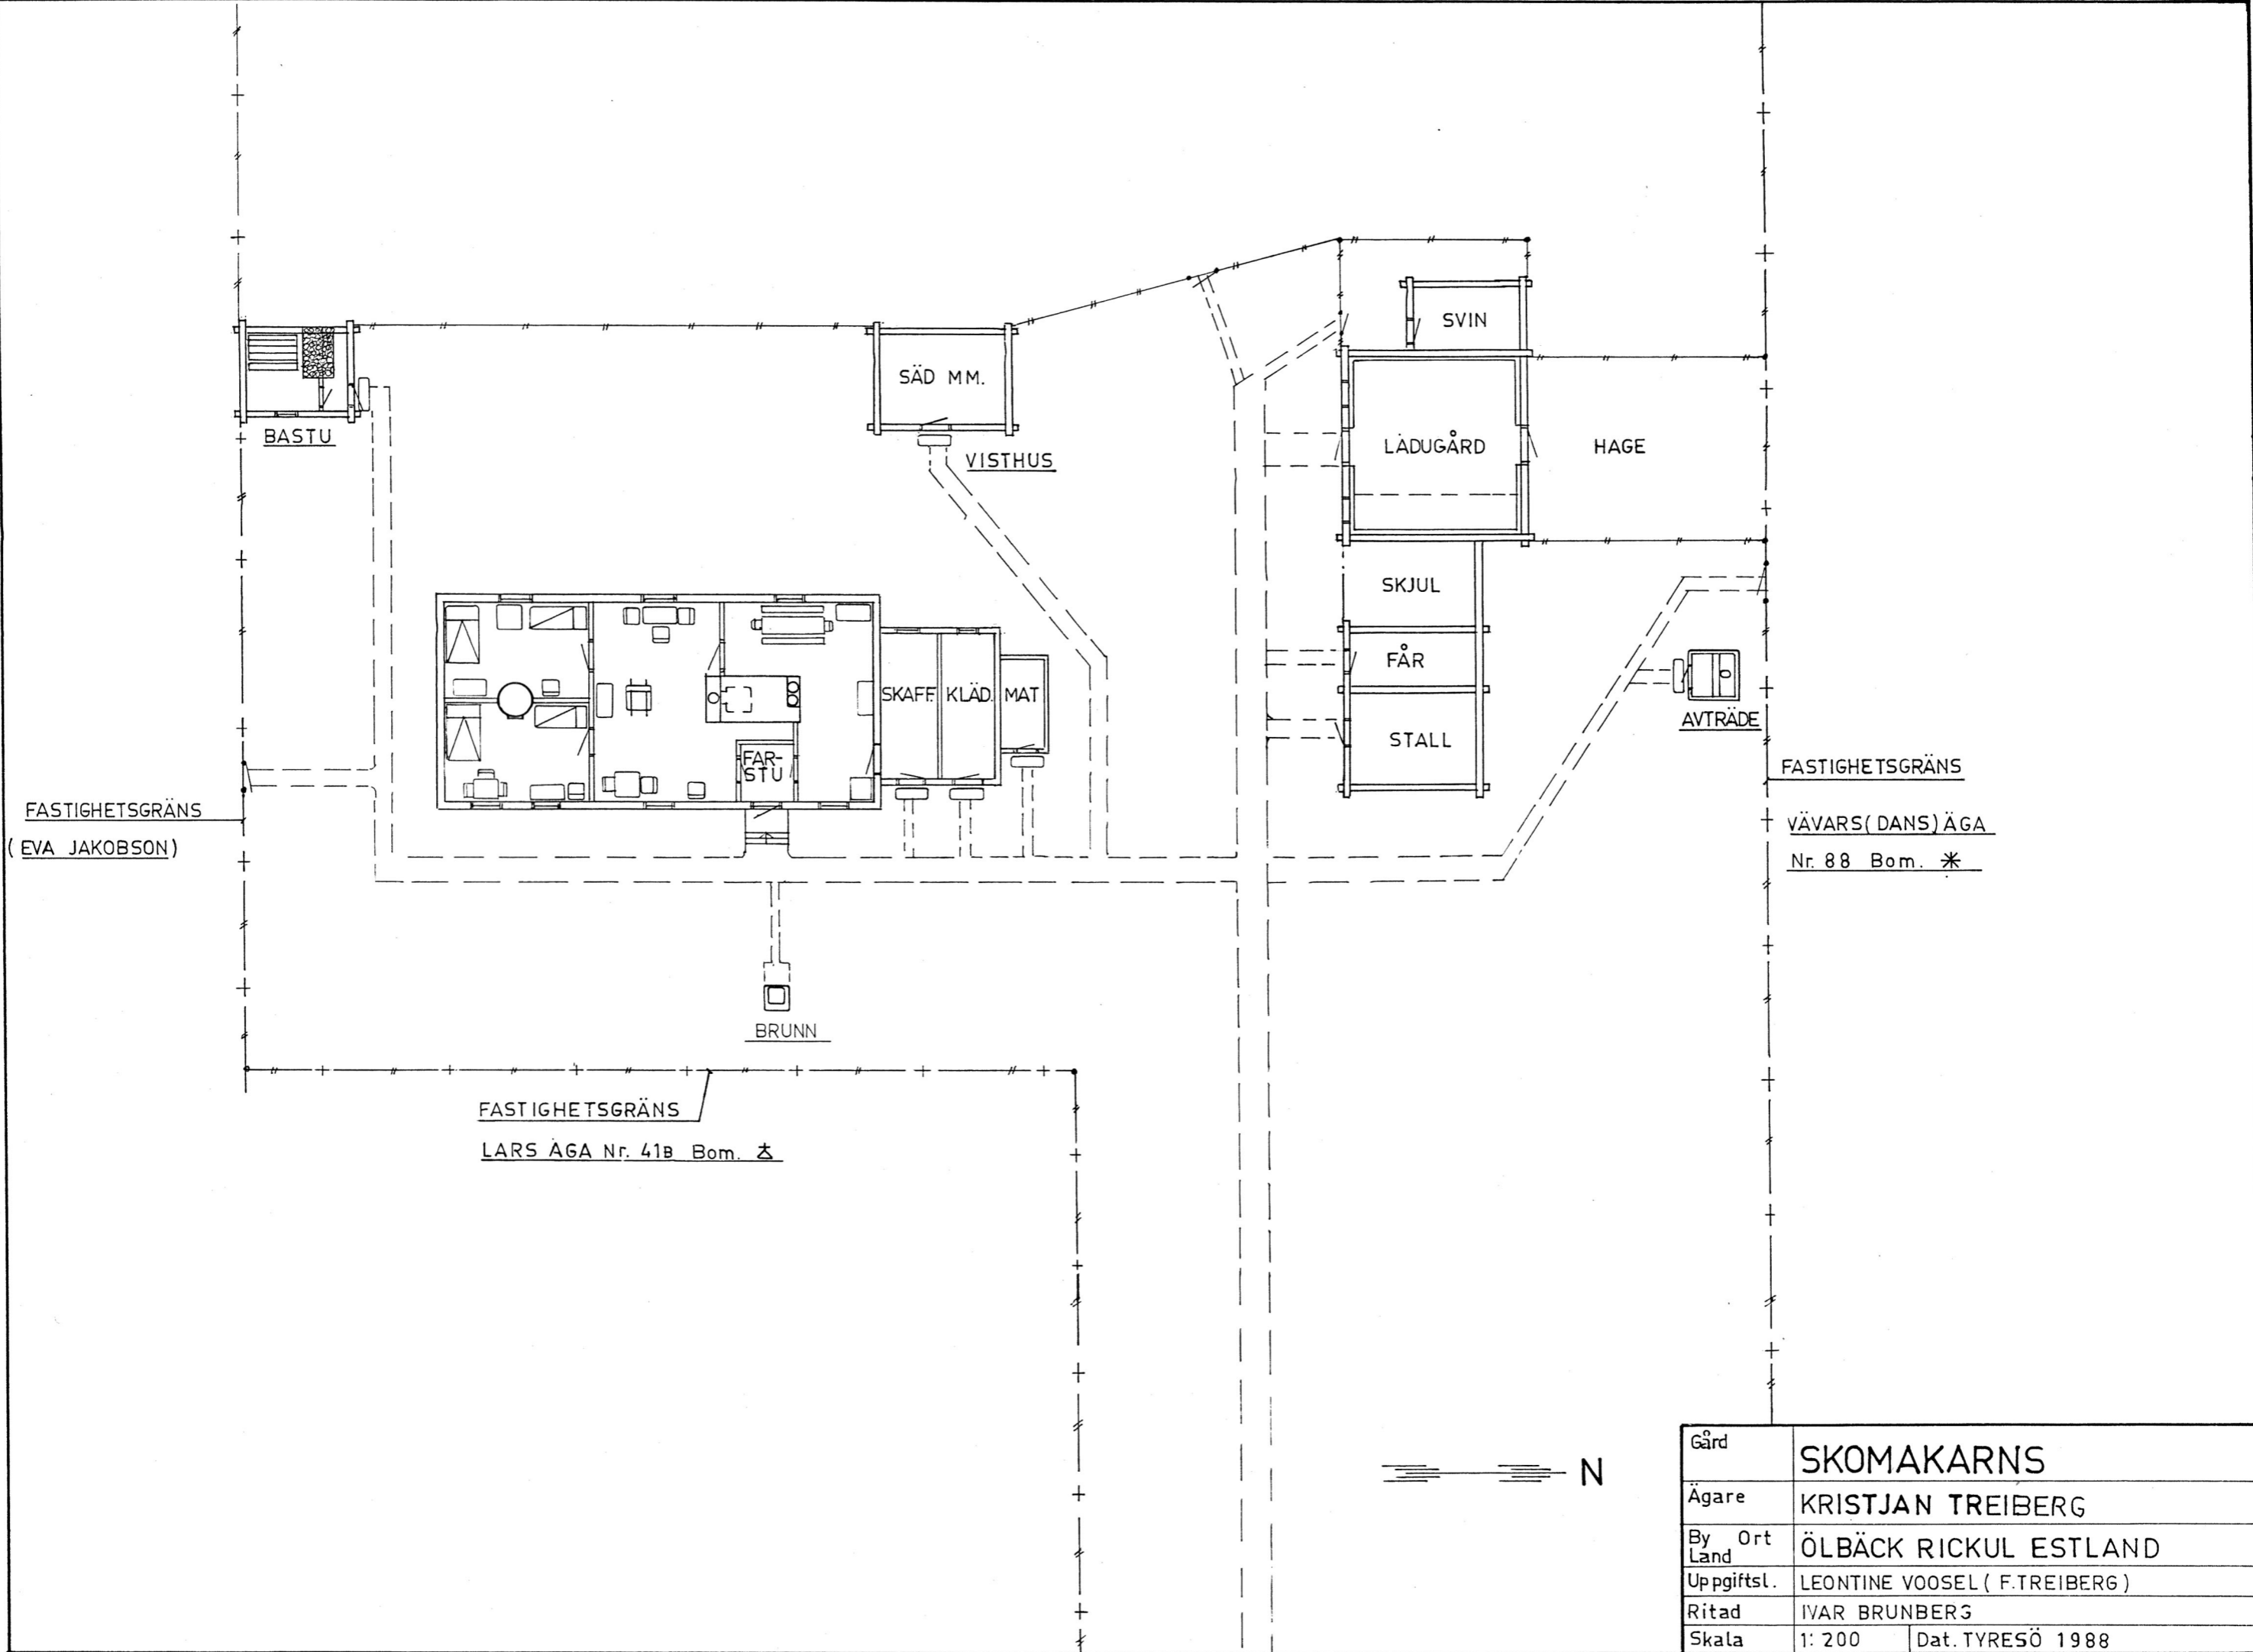 SVIN
SÄD MM.
BASTU
VISTHUS
LADUGÅRD
HAGE
SKJUL
FÅR
SKAFF.
KLÄD.
MAT
STALL
AVTRÄDE
FAR-
STU
FASTIGHETSGRÄNS
(EVA JAKOBSON)
FASTIGHETSGRÄNS
VÄVARS(DANS)ÄGA
Nr. 88 Bom.
BRUNN
FASTIGHETSGRÄNS
LARS ÄGA Nr. 41B Bom.
N
Gård SKOMAKARNS
Ägare KRISTJAN TREIBERG
By Ort
Land ÖLBÄCK RICKUL ESTLAND
Uppgiftsl. LEONTINE VOOSEL (F.TREIBERG)
Ritad IVAR BRUNBERG
Skala 1:200 Dat. TYRESÖ 1988